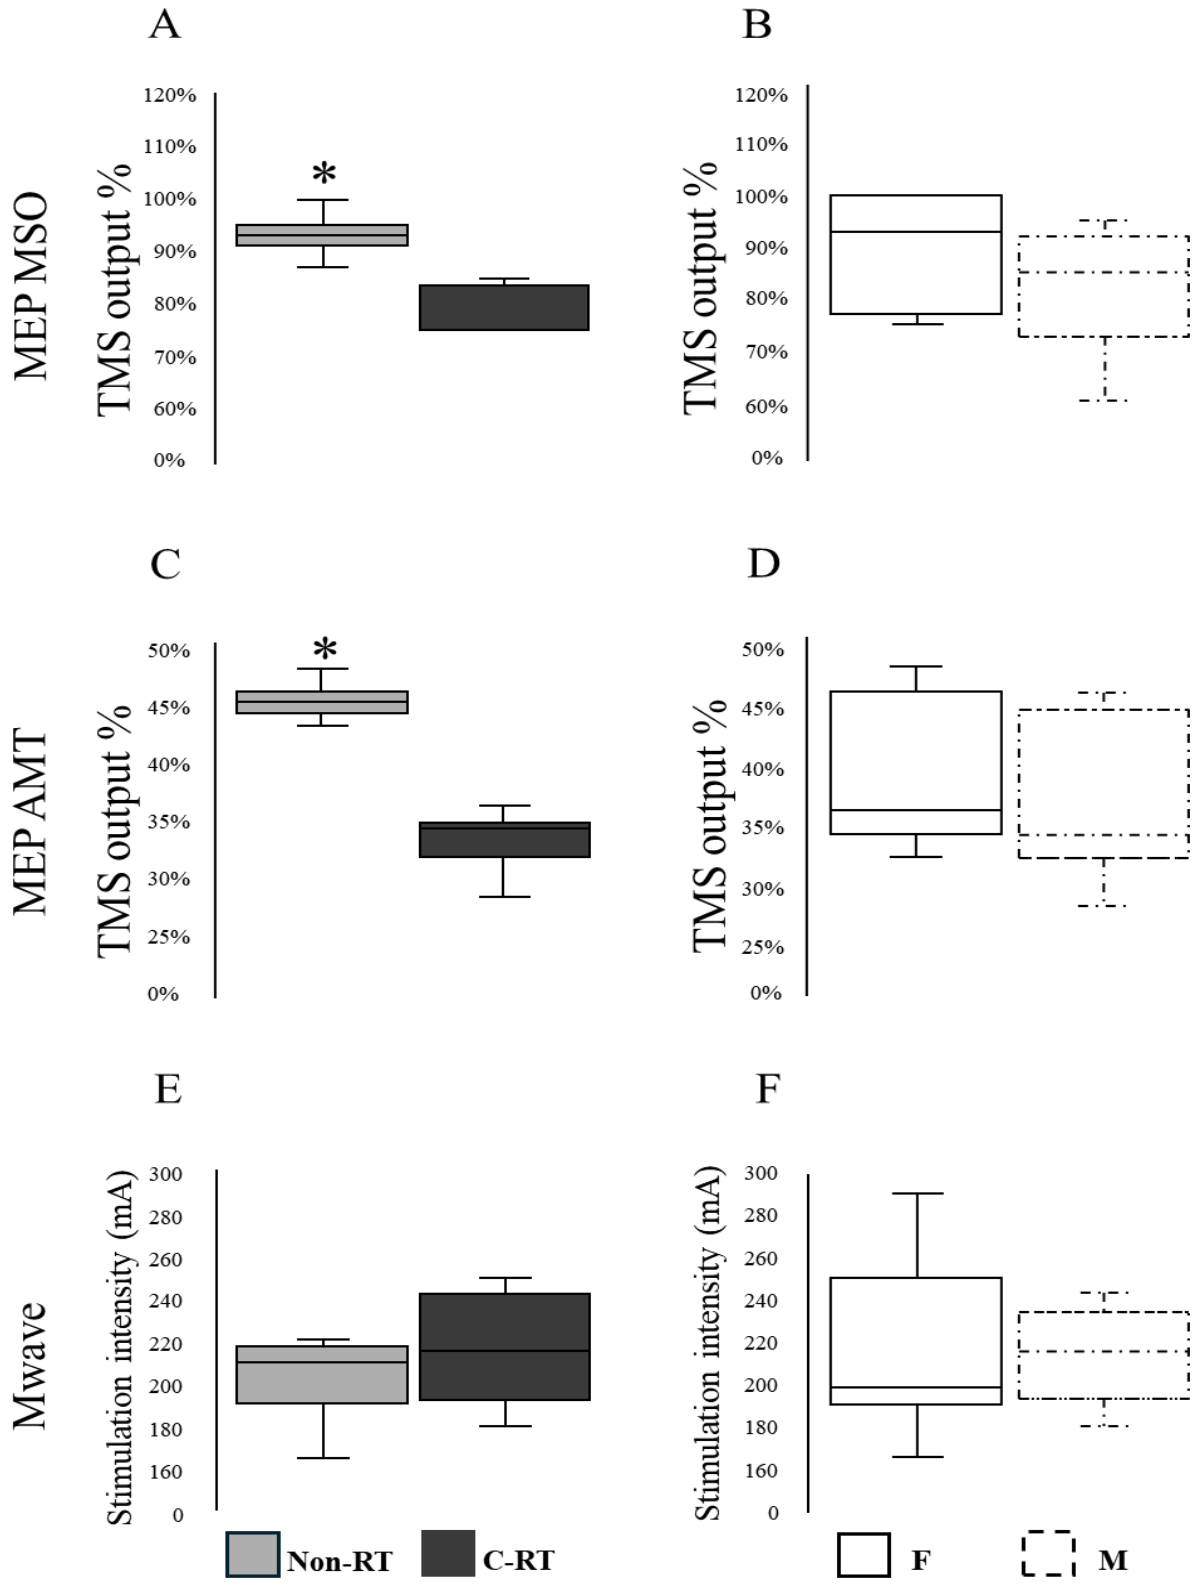 A
MEP MSO
TMS output %
120%
110%
100%
90%
80%
70%
60%
0%
*
B
TMS output %
120%
110%
100%
90%
80%
70%
60%
0%
C
MEP AMT
TMS output %
50%
45%
40%
35%
30%
25%
0%
*
D
TMS output %
50%
45%
40%
35%
30%
25%
0%
E
Mwave
Stimulation intensity (mA)
300
280
260
240
220
200
180
160
0
F
Stimulation intensity (mA)
300
280
260
240
220
200
180
160
0
Non-RT
C-RT
F
M